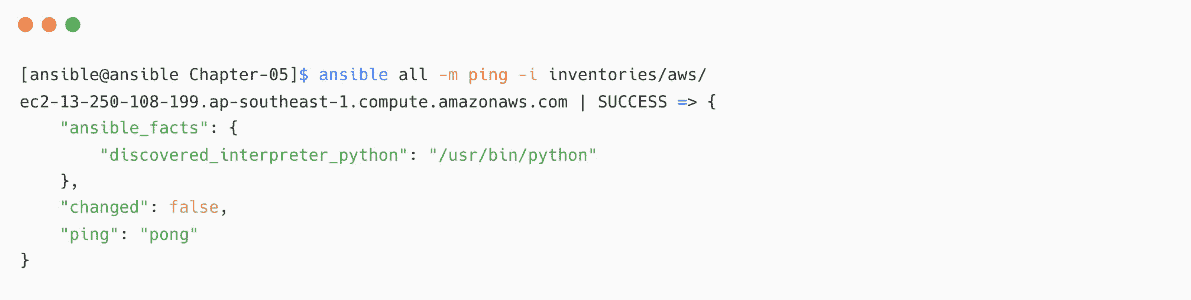 [ansible@ansible Chapter-05]$ ansible all -m ping -i inventories/aws/
ec2-13-250-108-199.ap-southeast-1.compute.amazonaws.com | SUCCESS => {
    "ansible_facts": {
        "discovered_interpreter_python": "/usr/bin/python"
    },
    "changed": false,
    "ping": "pong"
}